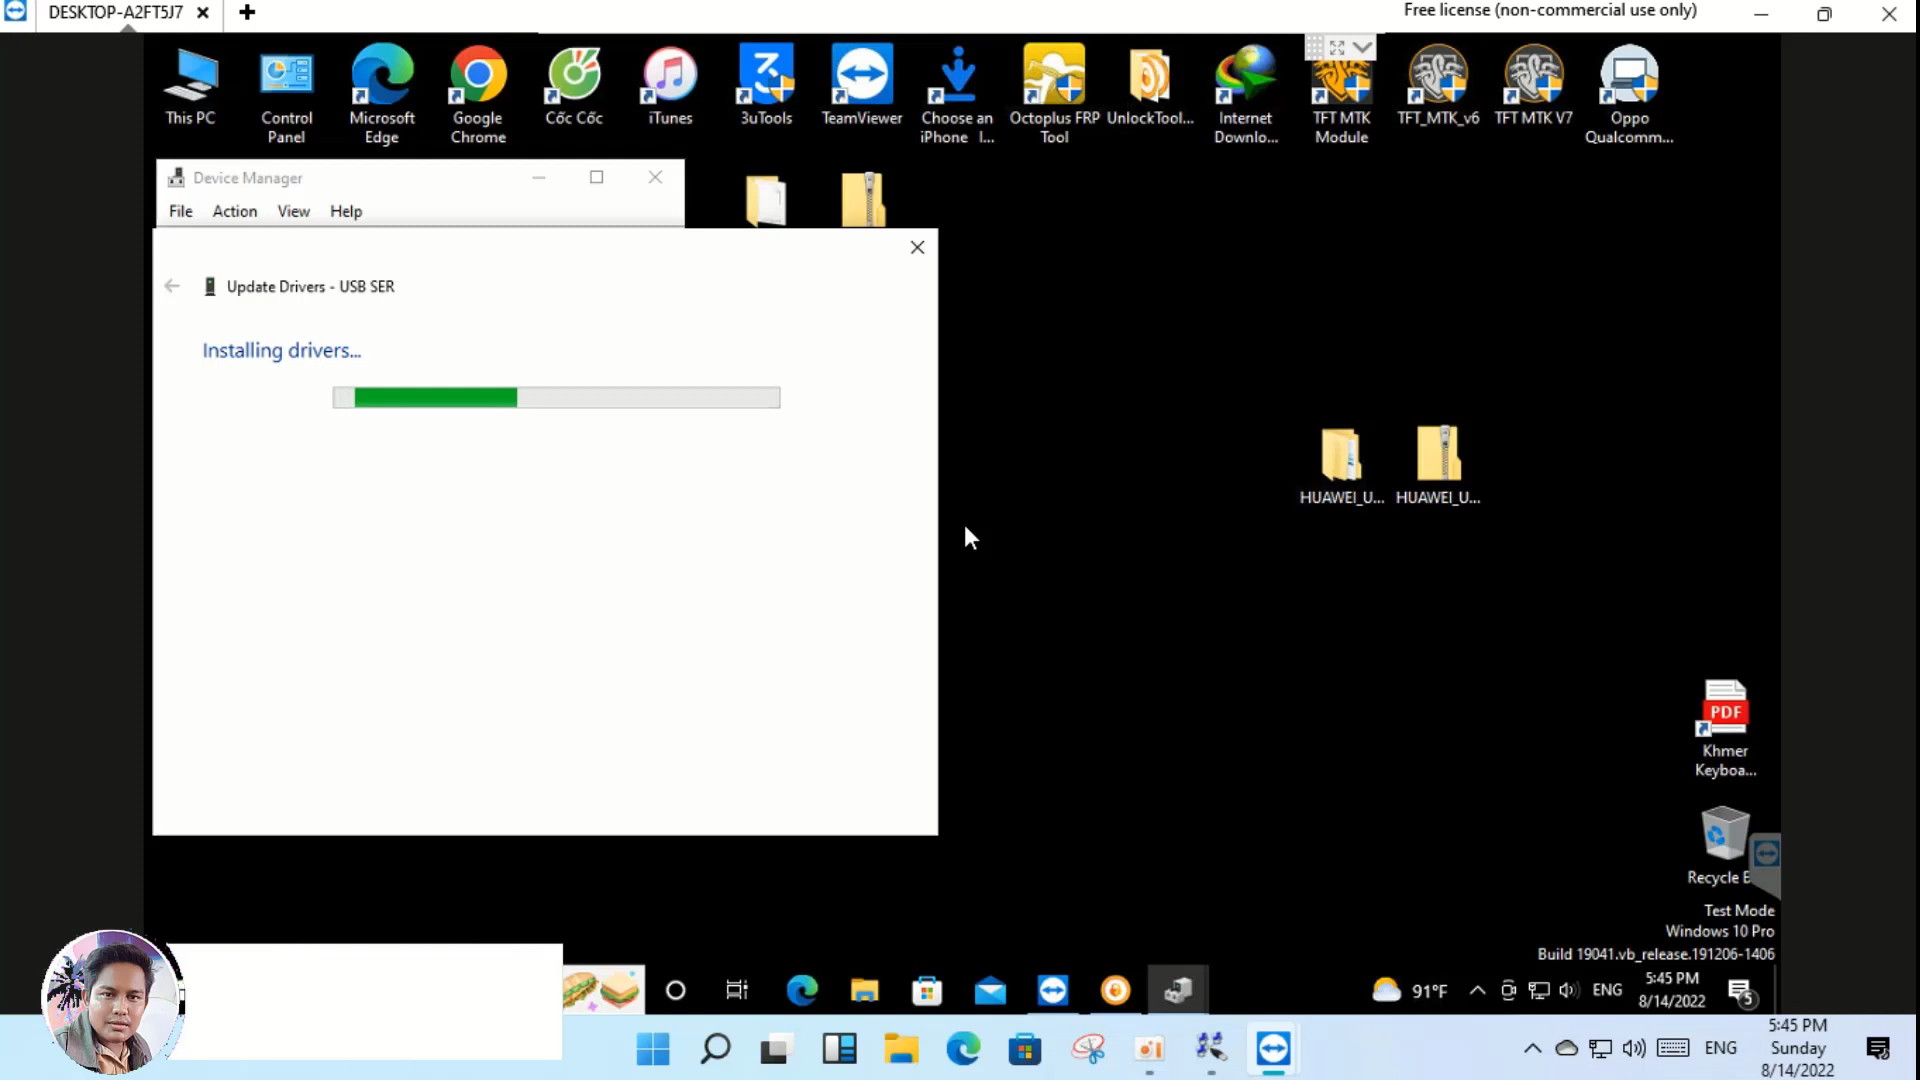 DESKTOP-A2FT5J7
Free license (non-commercial use only)
This PC
Control
Panel
Microsoft
Edge
Google
Chrome
Cốc Cốc
iTunes
3uTools
TeamViewer
Choose an
iPhone l...
Octoplus FRP
Tool
UnlockTool...
Internet
Downlo...
TFT MTK
Module
TFT_MTK_v6
TFT MTK V7
Oppo
Qualcomm...
Device Manager
File
Action
View
Help
Update Drivers - USB SER
Installing drivers...
HUAWEI_U...
HUAWEI_U...
PDF
Khmer
Keyboa...
Recycle B
Test Mode
Windows 10 Pro
Build 19041.vb_release.191206-1406
91°F
ENG
5:45 PM
8/14/2022
5
ENG
5:45 PM
Sunday
8/14/2022